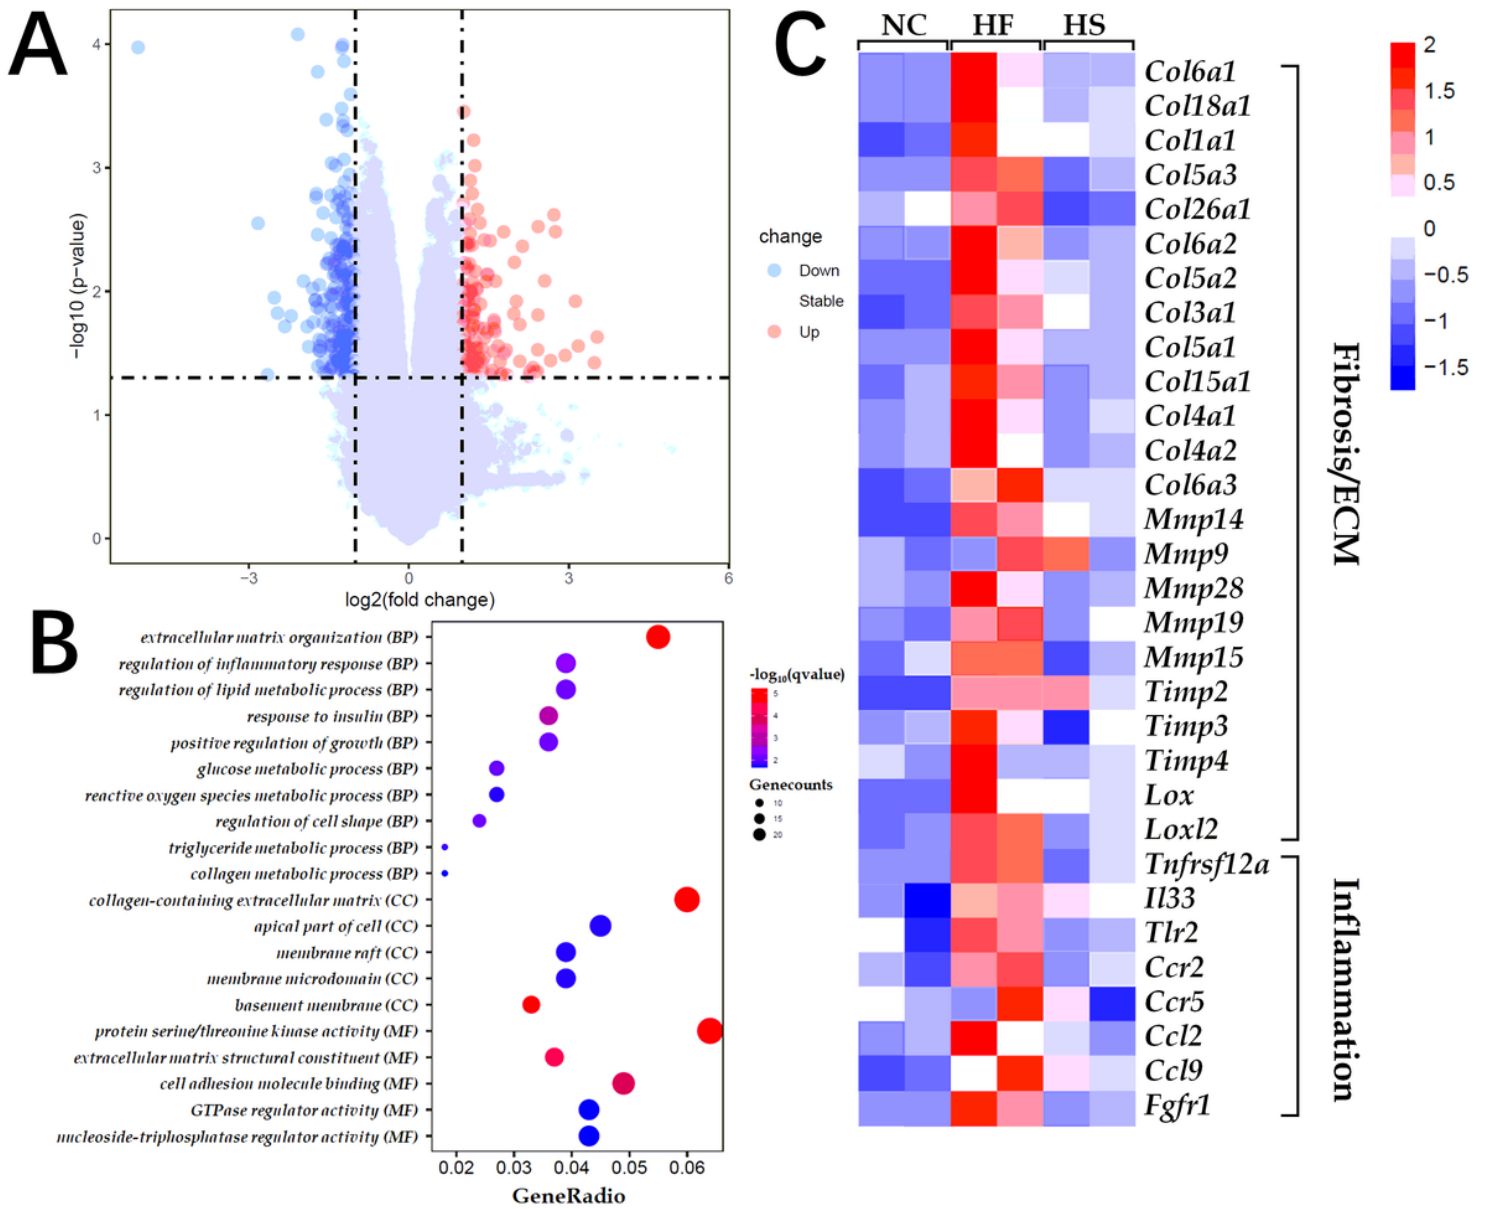 A
4
3
2
1
0
−log10 (p−value)
−3
0
3
6
log2(fold change)
change
Down
Stable
Up
B
extracellular matrix organization (BP)
regulation of inflammatory response (BP)
regulation of lipid metabolic process (BP)
response to insulin (BP)
positive regulation of growth (BP)
glucose metabolic process (BP)
reactive oxygen species metabolic process (BP)
regulation of cell shape (BP)
triglyceride metabolic process (BP)
collagen metabolic process (BP)
collagen-containing extracellular matrix (CC)
apical part of cell (CC)
membrane raft (CC)
membrane microdomain (CC)
basement membrane (CC)
protein serine/threonine kinase activity (MF)
extracellular matrix structural constituent (MF)
cell adhesion molecule binding (MF)
GTPase regulator activity (MF)
nucleoside-triphosphatase regulator activity (MF)
0.02
0.03
0.04
0.05
0.06
GeneRadio
-log10(qvalue)
5
4
3
2
Genecounts
10
15
20
C
NC
HF
HS
Col6a1
Col18a1
Col1a1
Col5a3
Col26a1
Col6a2
Col5a2
Col3a1
Col5a1
Col15a1
Col4a1
Col4a2
Col6a3
Mmp14
Mmp9
Mmp28
Mmp19
Mmp15
Timp2
Timp3
Timp4
Lox
Loxl2
Tnfrsf12a
Il33
Tlr2
Ccr2
Ccr5
Ccl2
Ccl9
Fgfr1
Fibrosis/ECM
Inflammation
2
1.5
1
0.5
0
−0.5
−1
−1.5